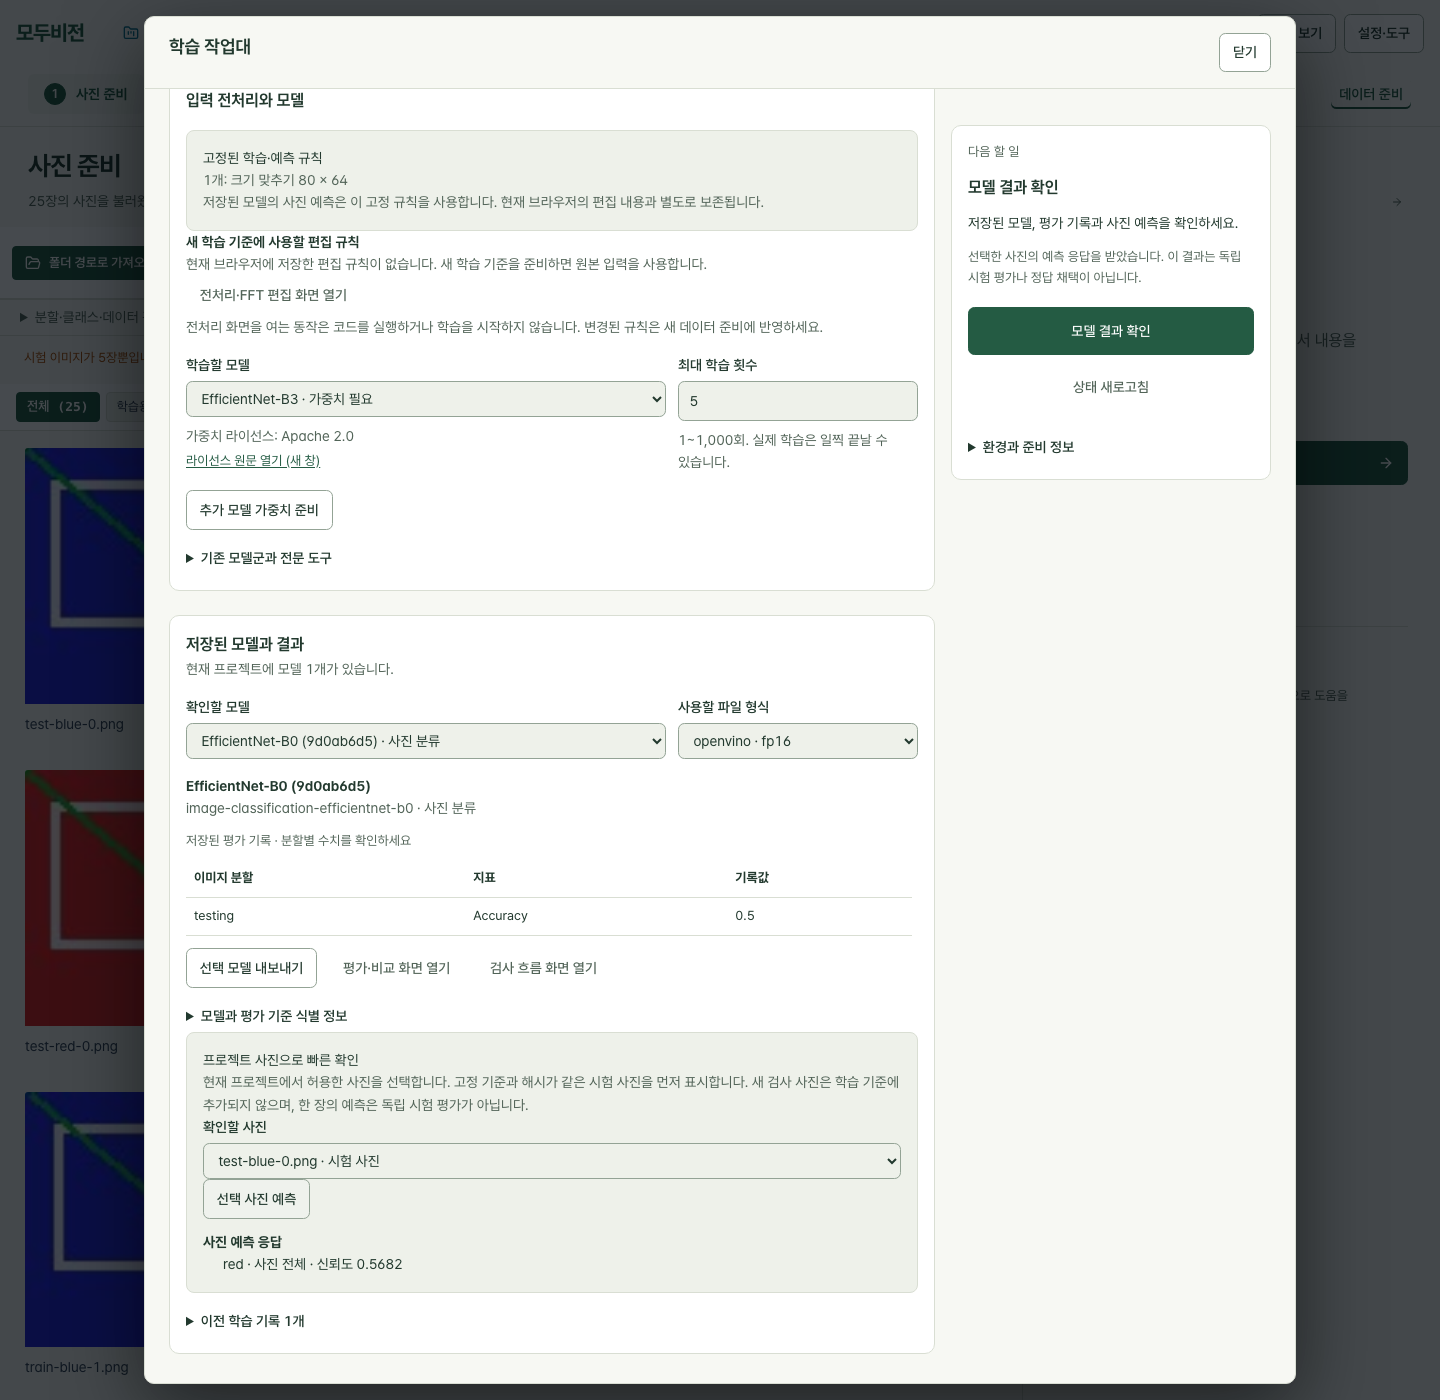 모두비전
보기
설정·도구
1 사진 준비
데이터 준비
사진 준비
25장의 사진을 불러
폴더 경로로 가져오
▶ 분할·클래스·데이터
시험 이미지가 5장뿐입
전체 (25)
학습
test-blue-0.png
test-red-0.png
train-blue-1.png
서 내용을
으로 도움을
학습 작업대
닫기
입력 전처리와 모델
고정된 학습·예측 규칙
1개: 크기 맞추기 80 × 64
저장된 모델의 사진 예측은 이 고정 규칙을 사용합니다. 현재 브라우저의 편집 내용과 별도로 보존됩니다.
새 학습 기준에 사용할 편집 규칙
현재 브라우저에 저장한 편집 규칙이 없습니다. 새 학습 기준을 준비하면 원본 입력을 사용합니다.
전처리·FFT 편집 화면 열기
전처리 화면을 여는 동작은 코드를 실행하거나 학습을 시작하지 않습니다. 변경된 규칙은 새 데이터 준비에 반영하세요.
학습할 모델
최대 학습 횟수
EfficientNet-B3 · 가중치 필요
5
가중치 라이선스: Apache 2.0
라이선스 원문 열기 (새 창)
1~1,000회. 실제 학습은 일찍 끝날 수
있습니다.
추가 모델 가중치 준비
▶ 기존 모델군과 전문 도구
저장된 모델과 결과
현재 프로젝트에 모델 1개가 있습니다.
확인할 모델
사용할 파일 형식
EfficientNet-B0 (9d0ab6d5) · 사진 분류
openvino · fp16
EfficientNet-B0 (9d0ab6d5)
image-classification-efficientnet-b0 · 사진 분류
저장된 평가 기록 · 분할별 수치를 확인하세요
이미지 분할 지표 기록값
testing Accuracy 0.5
선택 모델 내보내기
평가·비교 화면 열기
검사 흐름 화면 열기
▶ 모델과 평가 기준 식별 정보
프로젝트 사진으로 빠른 확인
현재 프로젝트에서 허용한 사진을 선택합니다. 고정 기준과 해시가 같은 시험 사진을 먼저 표시합니다. 새 검사 사진은 학습 기준에
추가되지 않으며, 한 장의 예측은 독립 시험 평가가 아닙니다.
확인할 사진
test-blue-0.png · 시험 사진
선택 사진 예측
사진 예측 응답
red · 사진 전체 · 신뢰도 0.5682
▶ 이전 학습 기록 1개
다음 할 일
모델 결과 확인
저장된 모델, 평가 기록과 사진 예측을 확인하세요.
선택한 사진의 예측 응답을 받았습니다. 이 결과는 독립
시험 평가나 정답 채택이 아닙니다.
모델 결과 확인
상태 새로고침
▶ 환경과 준비 정보